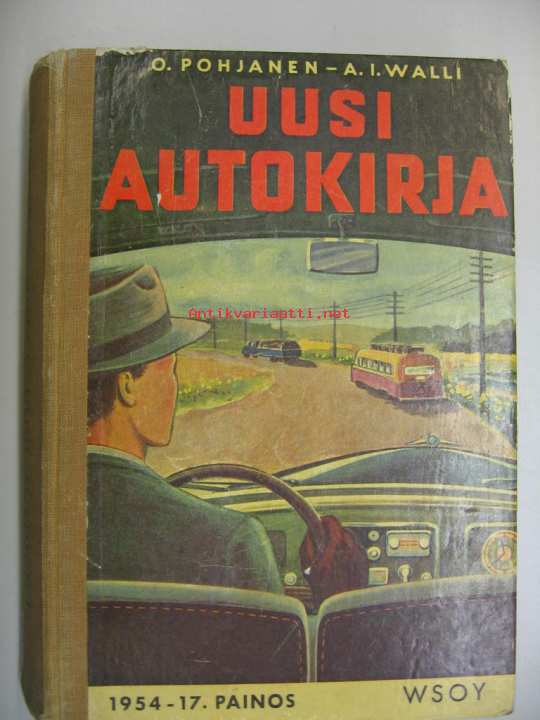 O. POHJANEN – A. I. WALLI
UUSI
AUTOKIRJA
Antikvariaatti.net
1954 - 17. PAINOS
WSOY